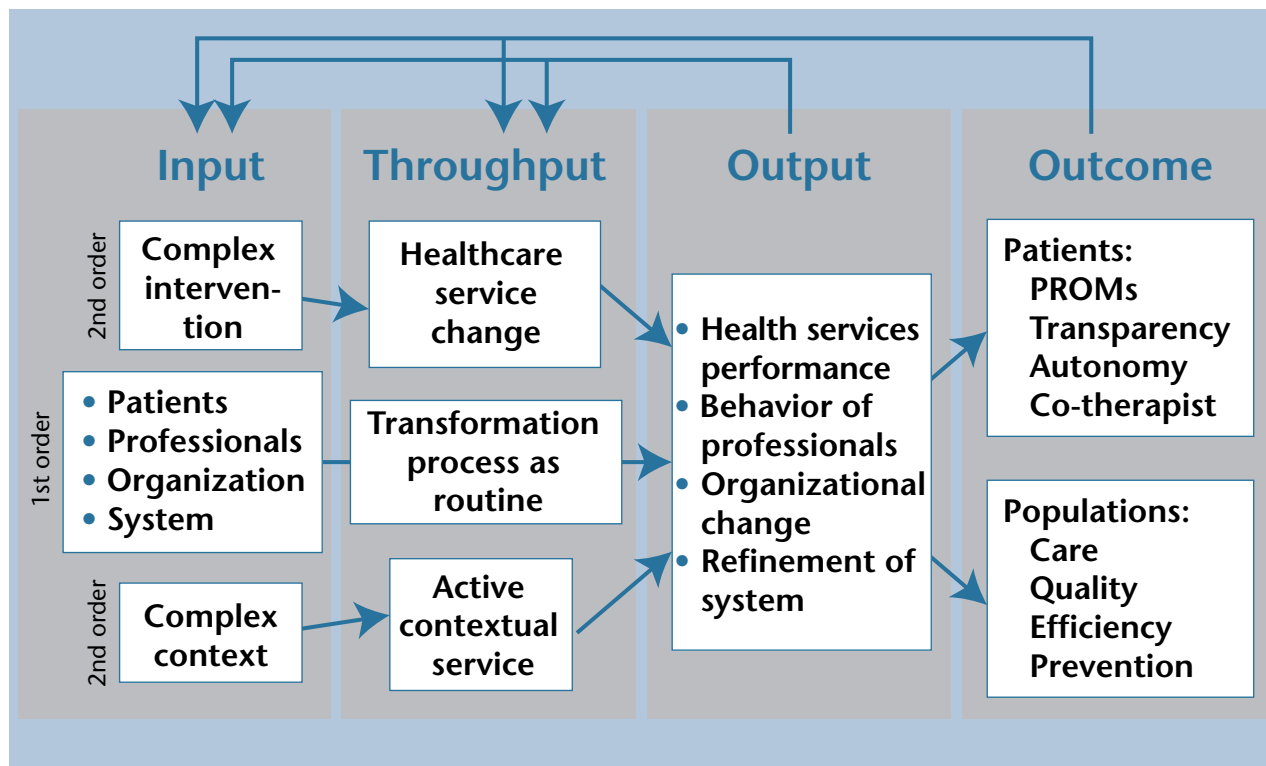 Input
Throughput
Output
Outcome
2nd order
Complex
interven-
tion
1st order
• Patients
• Professionals
• Organization
• System
2nd order
Complex
context
Healthcare
service
change
Transformation
process as
routine
Active
contextual
service
• Health services
performance
• Behavior of
professionals
• Organizational
change
• Refinement of
system
Patients:
PROMs
Transparency
Autonomy
Co-therapist
Populations:
Care
Quality
Efficiency
Prevention